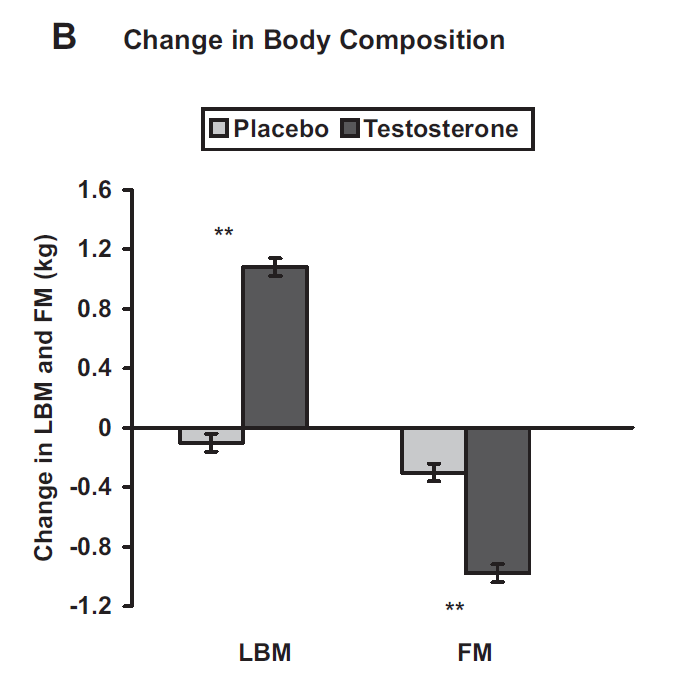 B Change in Body Composition
Placebo Testosterone
Change in LBM and FM (kg)
1.6
1.2
0.8
0.4
0
-0.4
-0.8
-1.2
**
**
LBM FM